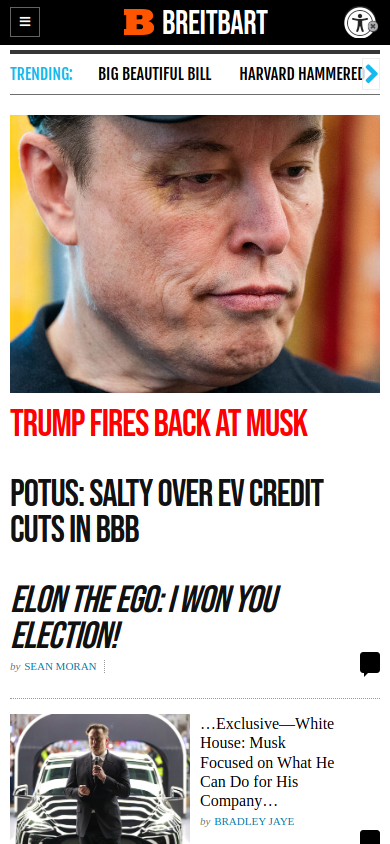 B BREITBART
TRENDING:
BIG BEAUTIFUL BILL
HARVARD HAMMERED
TRUMP FIRES BACK AT MUSK
POTUS: SALTY OVER EV CREDIT
CUTS IN BBB
ELON THE EGO: I WON YOU
ELECTION!
by SEAN MORAN
…Exclusive—White
House: Musk
Focused on What He
Can Do for His
Company…
by BRADLEY JAYE